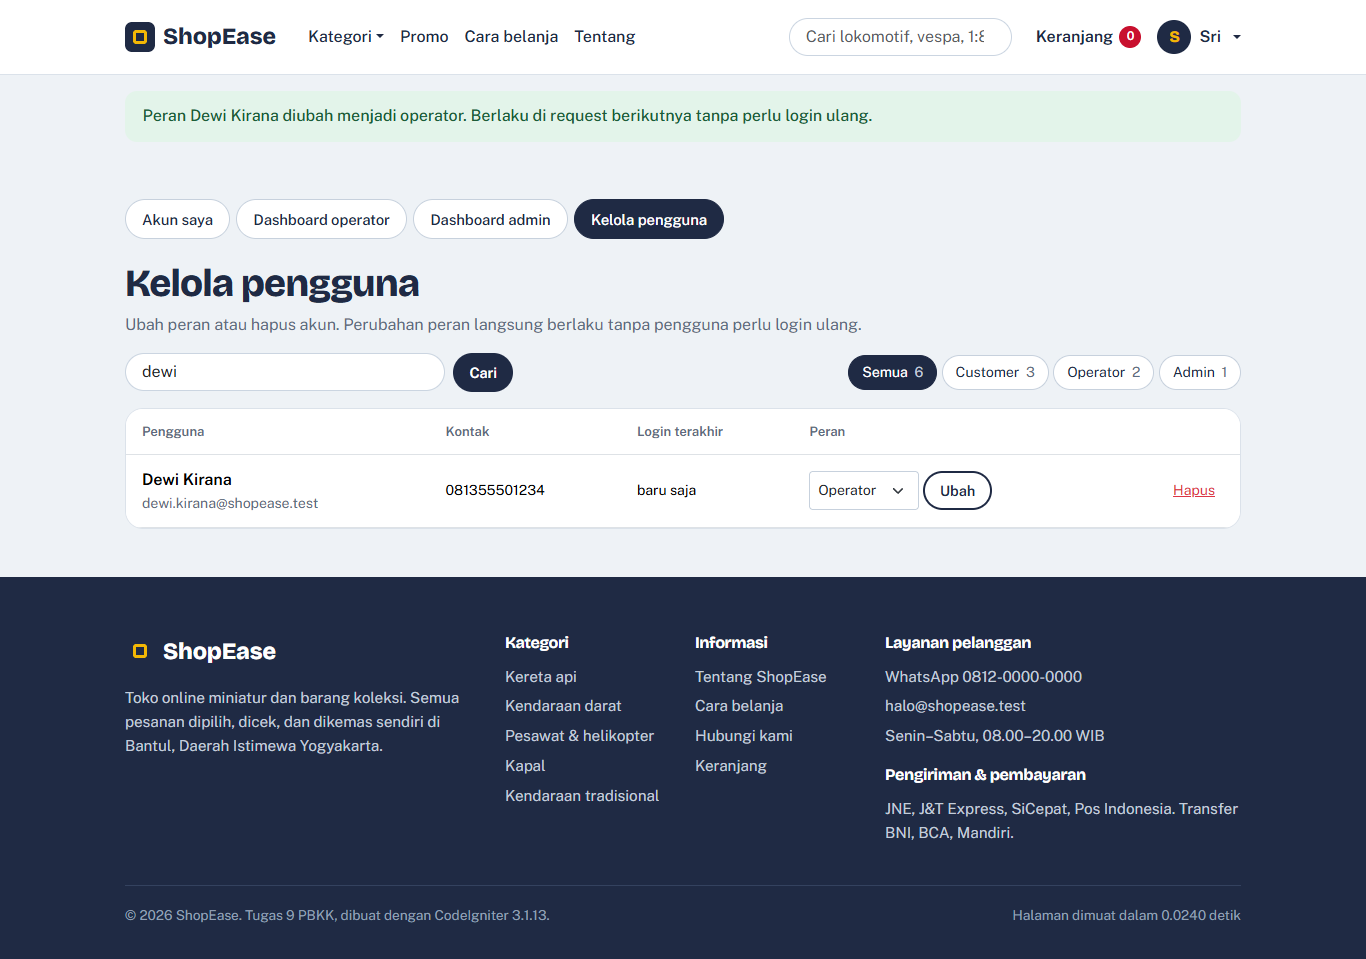 ShopEase
Kategori
Promo
Cara belanja
Tentang
Cari lokomotif, vespa, 1:8
Keranjang 0
S
Sri
Peran Dewi Kirana diubah menjadi operator. Berlaku di request berikutnya tanpa perlu login ulang.
Akun saya
Dashboard operator
Dashboard admin
Kelola pengguna
Kelola pengguna
Ubah peran atau hapus akun. Perubahan peran langsung berlaku tanpa pengguna perlu login ulang.
dewi
Cari
Semua 6
Customer 3
Operator 2
Admin 1
Pengguna
Kontak
Login terakhir
Peran
Dewi Kirana
dewi.kirana@shopease.test
081355501234
baru saja
Operator
Ubah
Hapus
ShopEase
Toko online miniatur dan barang koleksi. Semua
pesanan dipilih, dicek, dan dikemas sendiri di
Bantul, Daerah Istimewa Yogyakarta.
Kategori
Kereta api
Kendaraan darat
Pesawat & helikopter
Kapal
Kendaraan tradisional
Informasi
Tentang ShopEase
Cara belanja
Hubungi kami
Keranjang
Layanan pelanggan
WhatsApp 0812-0000-0000
halo@shopease.test
Senin–Sabtu, 08.00–20.00 WIB
Pengiriman & pembayaran
JNE, J&T Express, SiCepat, Pos Indonesia. Transfer
BNI, BCA, Mandiri.
© 2026 ShopEase. Tugas 9 PBKK, dibuat dengan CodeIgniter 3.1.13.
Halaman dimuat dalam 0.0240 detik